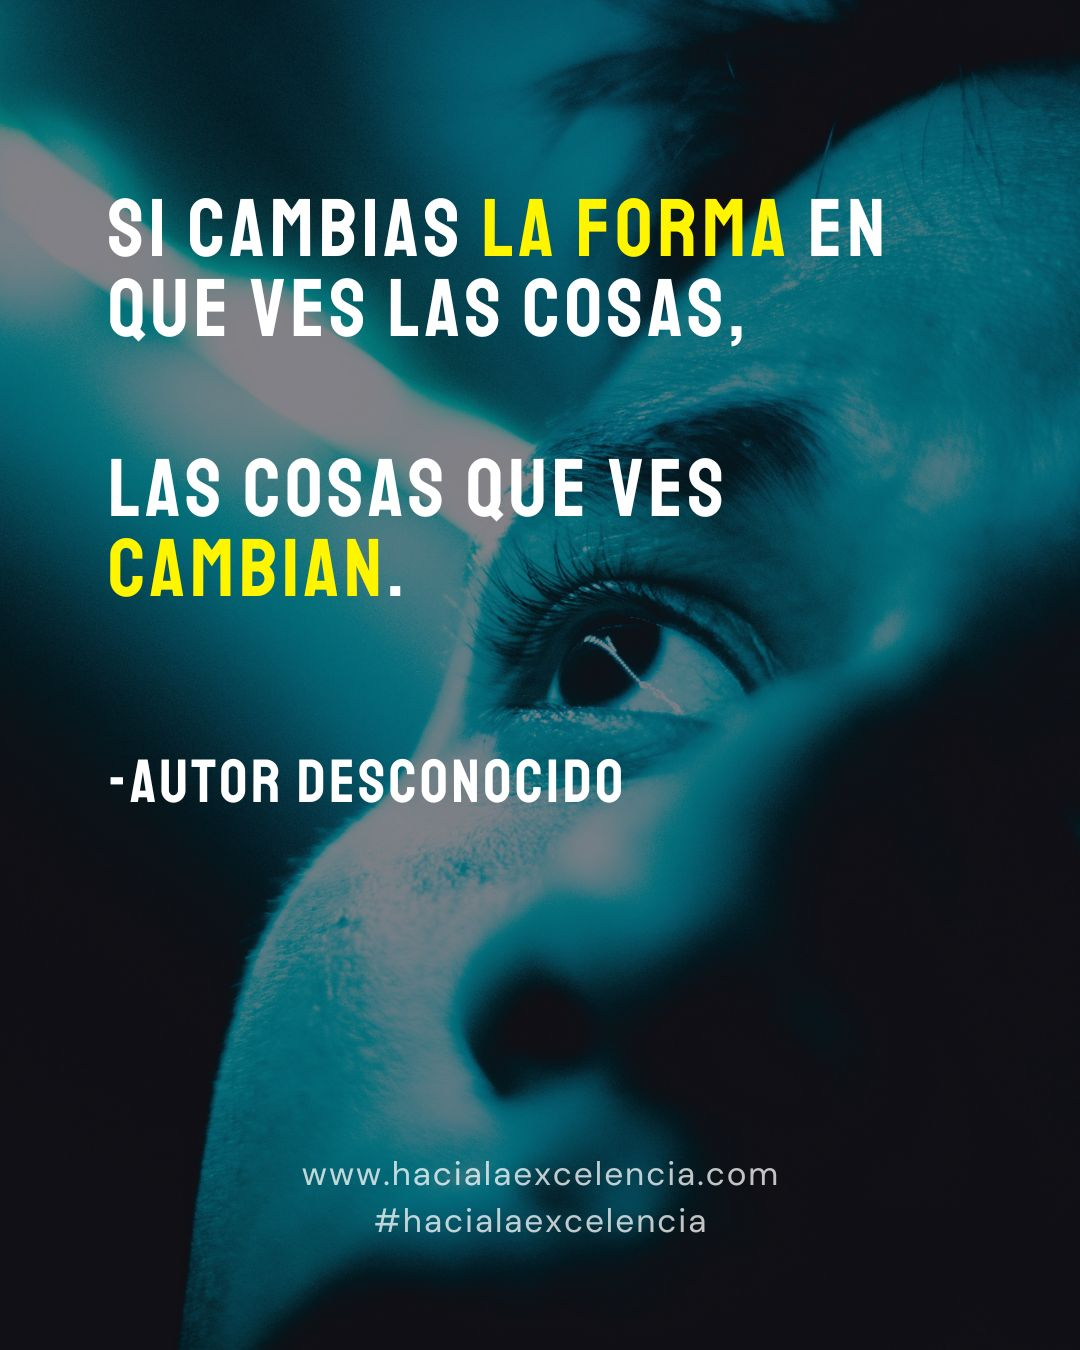 SI CAMBIAS LA FORMA EN
QUE VES LAS COSAS,
LAS COSAS QUE VES
CAMBIAN.
-AUTOR DESCONOCIDO
www.hacialaexcelencia.com
#hacialaexcelencia